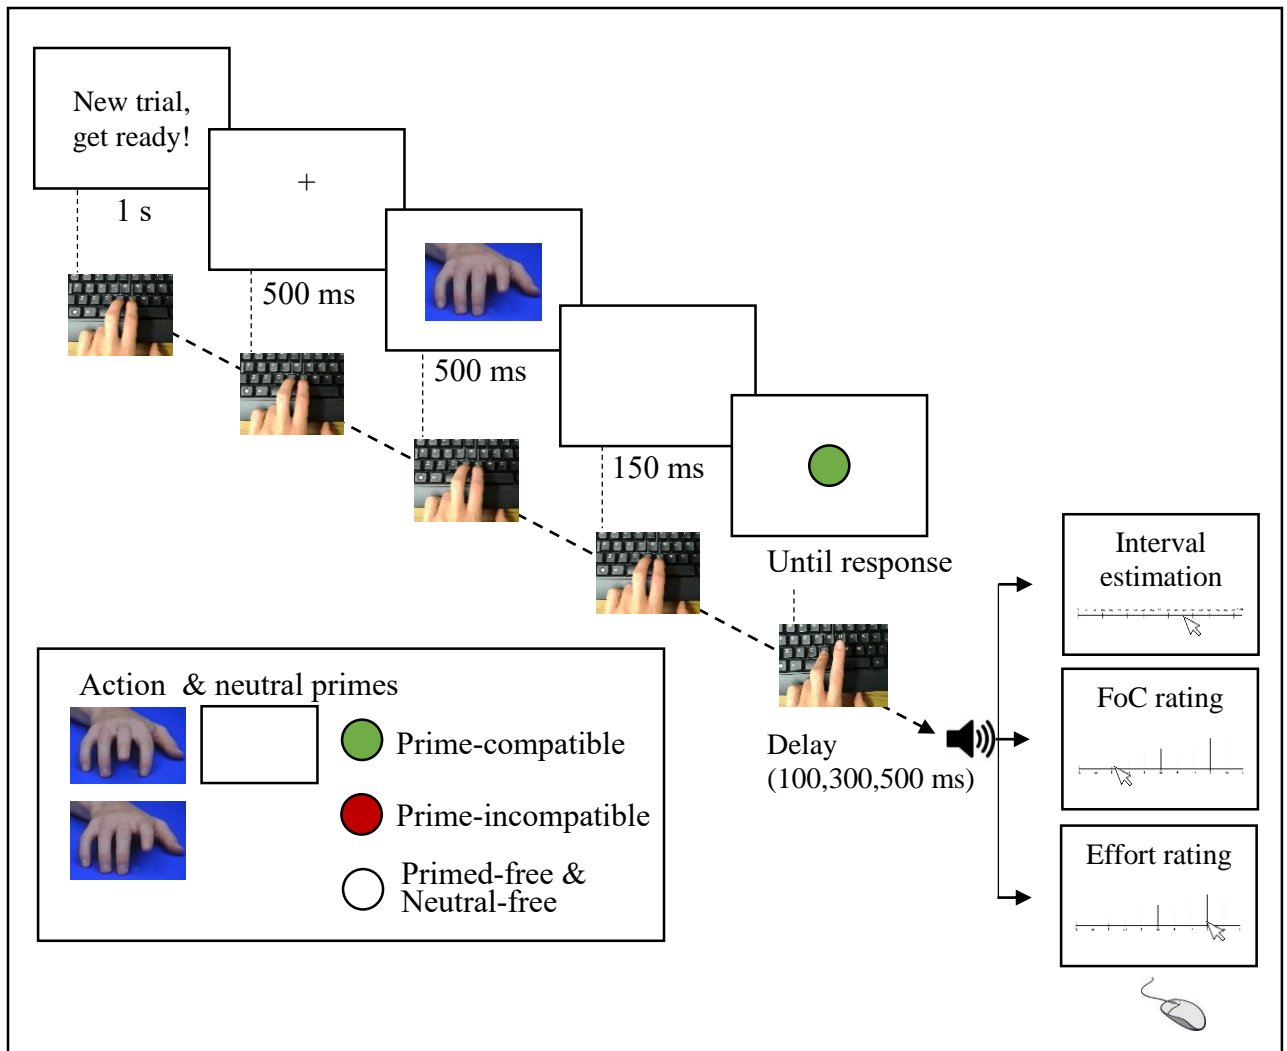 New trial,
get ready!
1 s
+
500 ms
500 ms
150 ms
Until response
Delay
(100,300,500 ms)
Interval
estimation
FoC rating
Effort rating
Action & neutral primes
Prime-compatible
Prime-incompatible
Primed-free &
Neutral-free